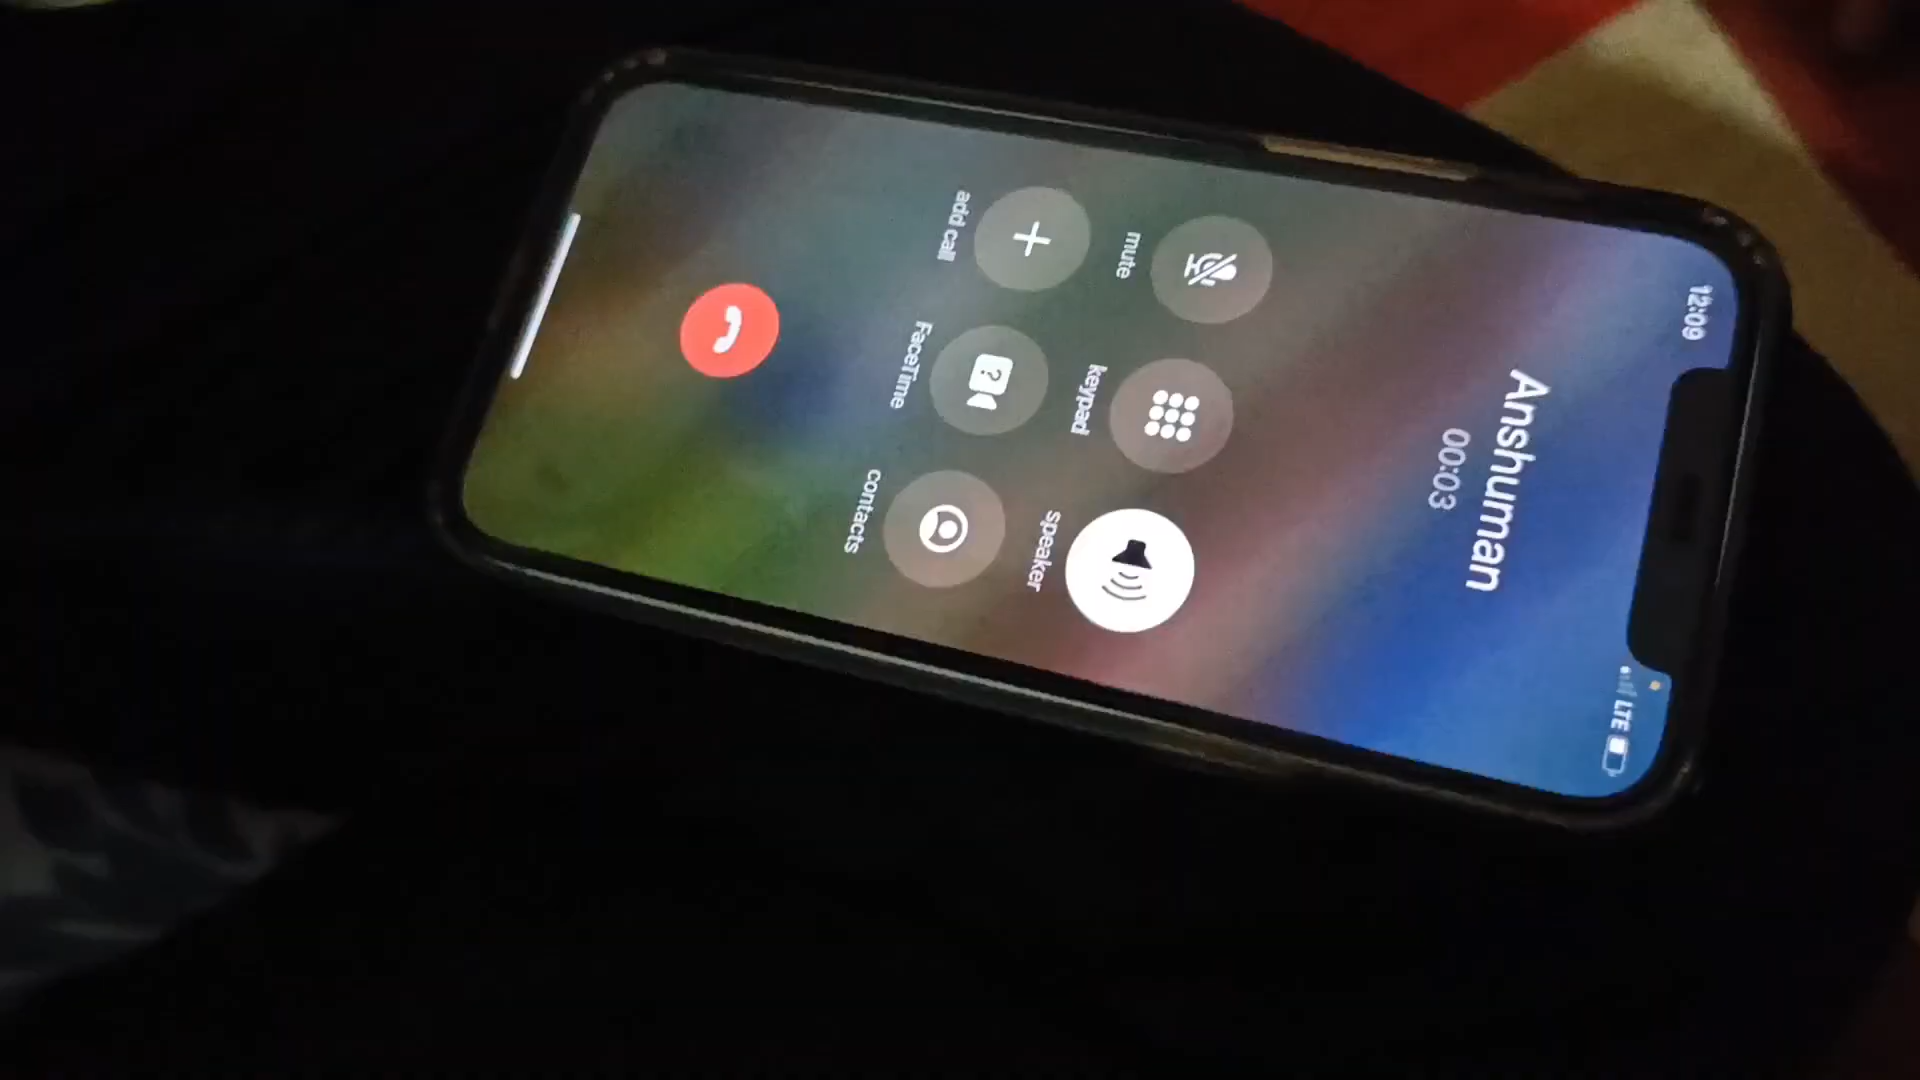 12:09
LTE
Anshuman
00:03
mute
keypad
speaker
add call
FaceTime
contacts